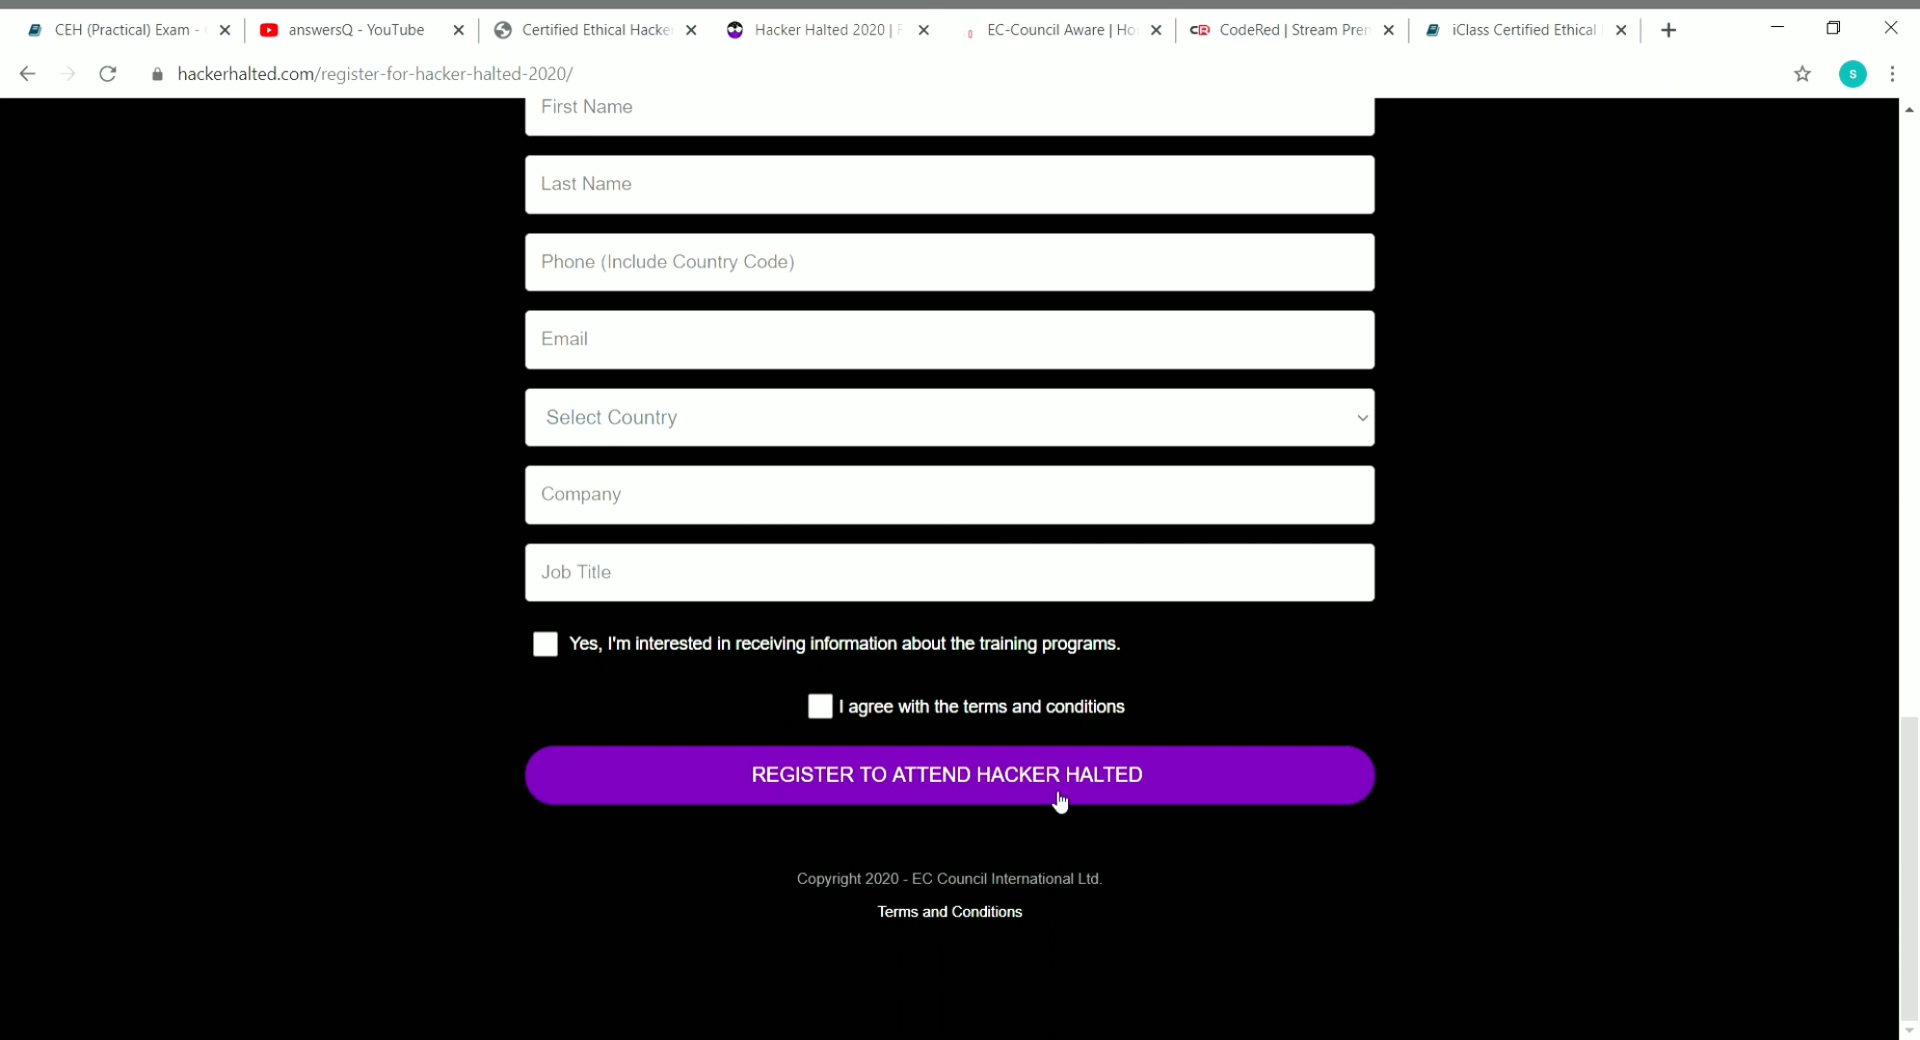 CEH (Practical) Exam -
answersQ - YouTube
Certified Ethical Hacke
Hacker Halted 2020 |
EC-Council Aware | Ho
CodeRed | Stream Prem
iClass Certified Ethical
hackerhalted.com/register-for-hacker-halted-2020/
S
First Name
Last Name
Phone (Include Country Code)
Email
Select Country
Company
Job Title
Yes, I'm interested in receiving information about the training programs.
I agree with the terms and conditions
REGISTER TO ATTEND HACKER HALTED
Copyright 2020 - EC Council International Ltd.
Terms and Conditions